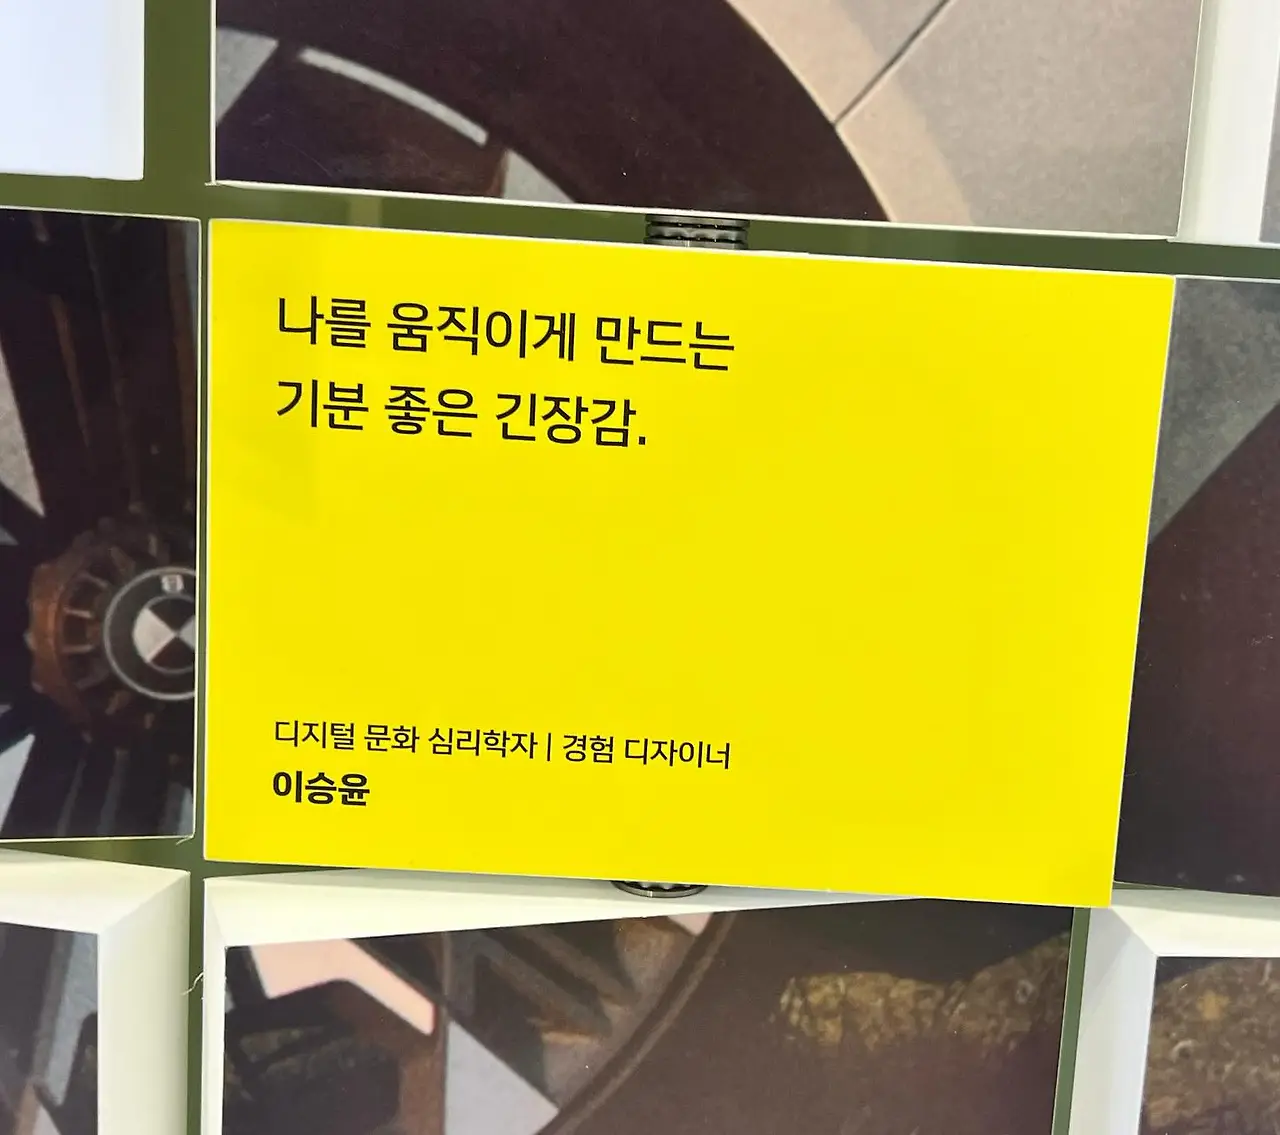 나를 움직이게 만드는
기분 좋은 긴장감.
디지털 문화 심리학자 | 경험 디자이너
이승윤